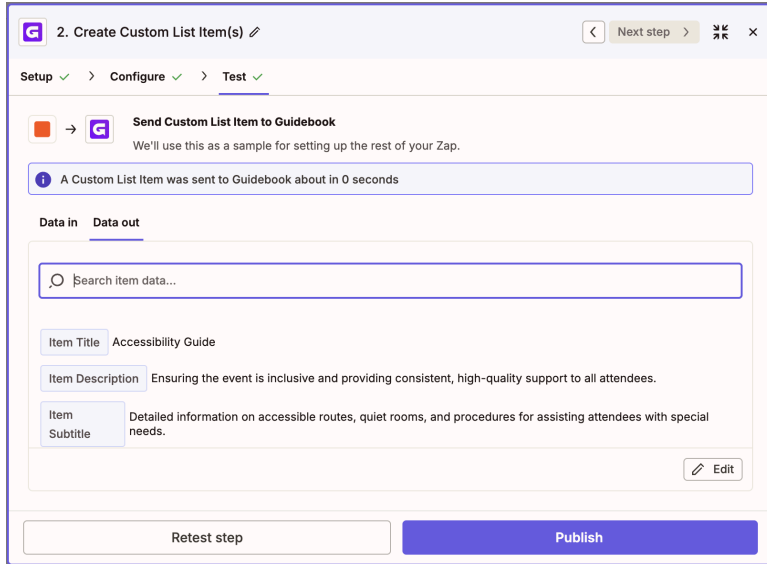 2. Create Custom List Item(s)
Next step
Setup
Configure
Test
Send Custom List Item to Guidebook
We'll use this as a sample for setting up the rest of your Zap.
A Custom List Item was sent to Guidebook about in 0 seconds
Data in
Data out
Search item data...
Item Title Accessibility Guide
Item Description Ensuring the event is inclusive and providing consistent, high-quality support to all attendees.
Item Subtitle
Detailed information on accessible routes, quiet rooms, and procedures for assisting attendees with special
needs.
Edit
Retest step
Publish